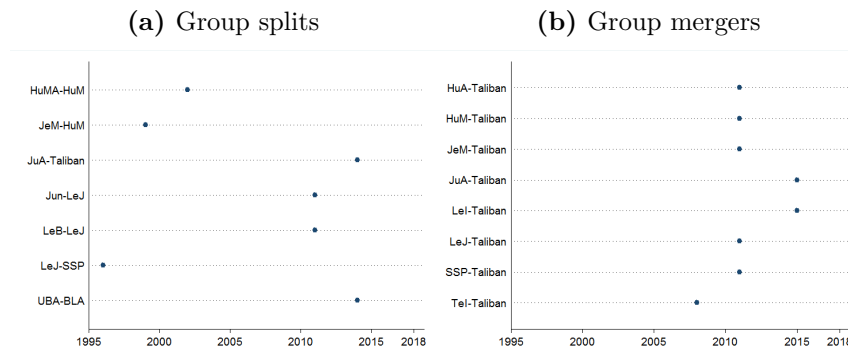 (a) Group splits
HuMA-HuM
JeM-HuM
JuA-Taliban
Jun-LeJ
LeB-LeJ
LeJ-SSP
UBA-BLA
1995 2000 2005 2010 2015 2018
(b) Group mergers
HuA-Taliban
HuM-Taliban
JeM-Taliban
JuA-Taliban
LeI-Taliban
LeJ-Taliban
SSP-Taliban
TeI-Taliban
1995 2000 2005 2010 2015 2018